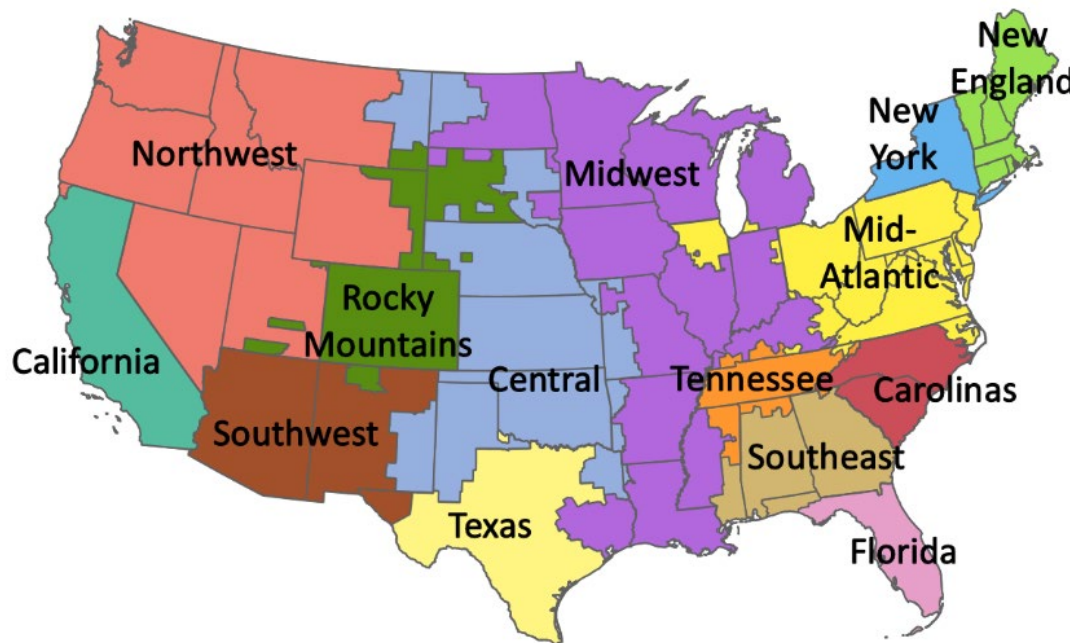 New
England
New
York
Northwest
Midwest
Mid-
Atlantic
Rocky
Mountains
California
Central
Tennessee
Carolinas
Southwest
Southeast
Texas
Florida